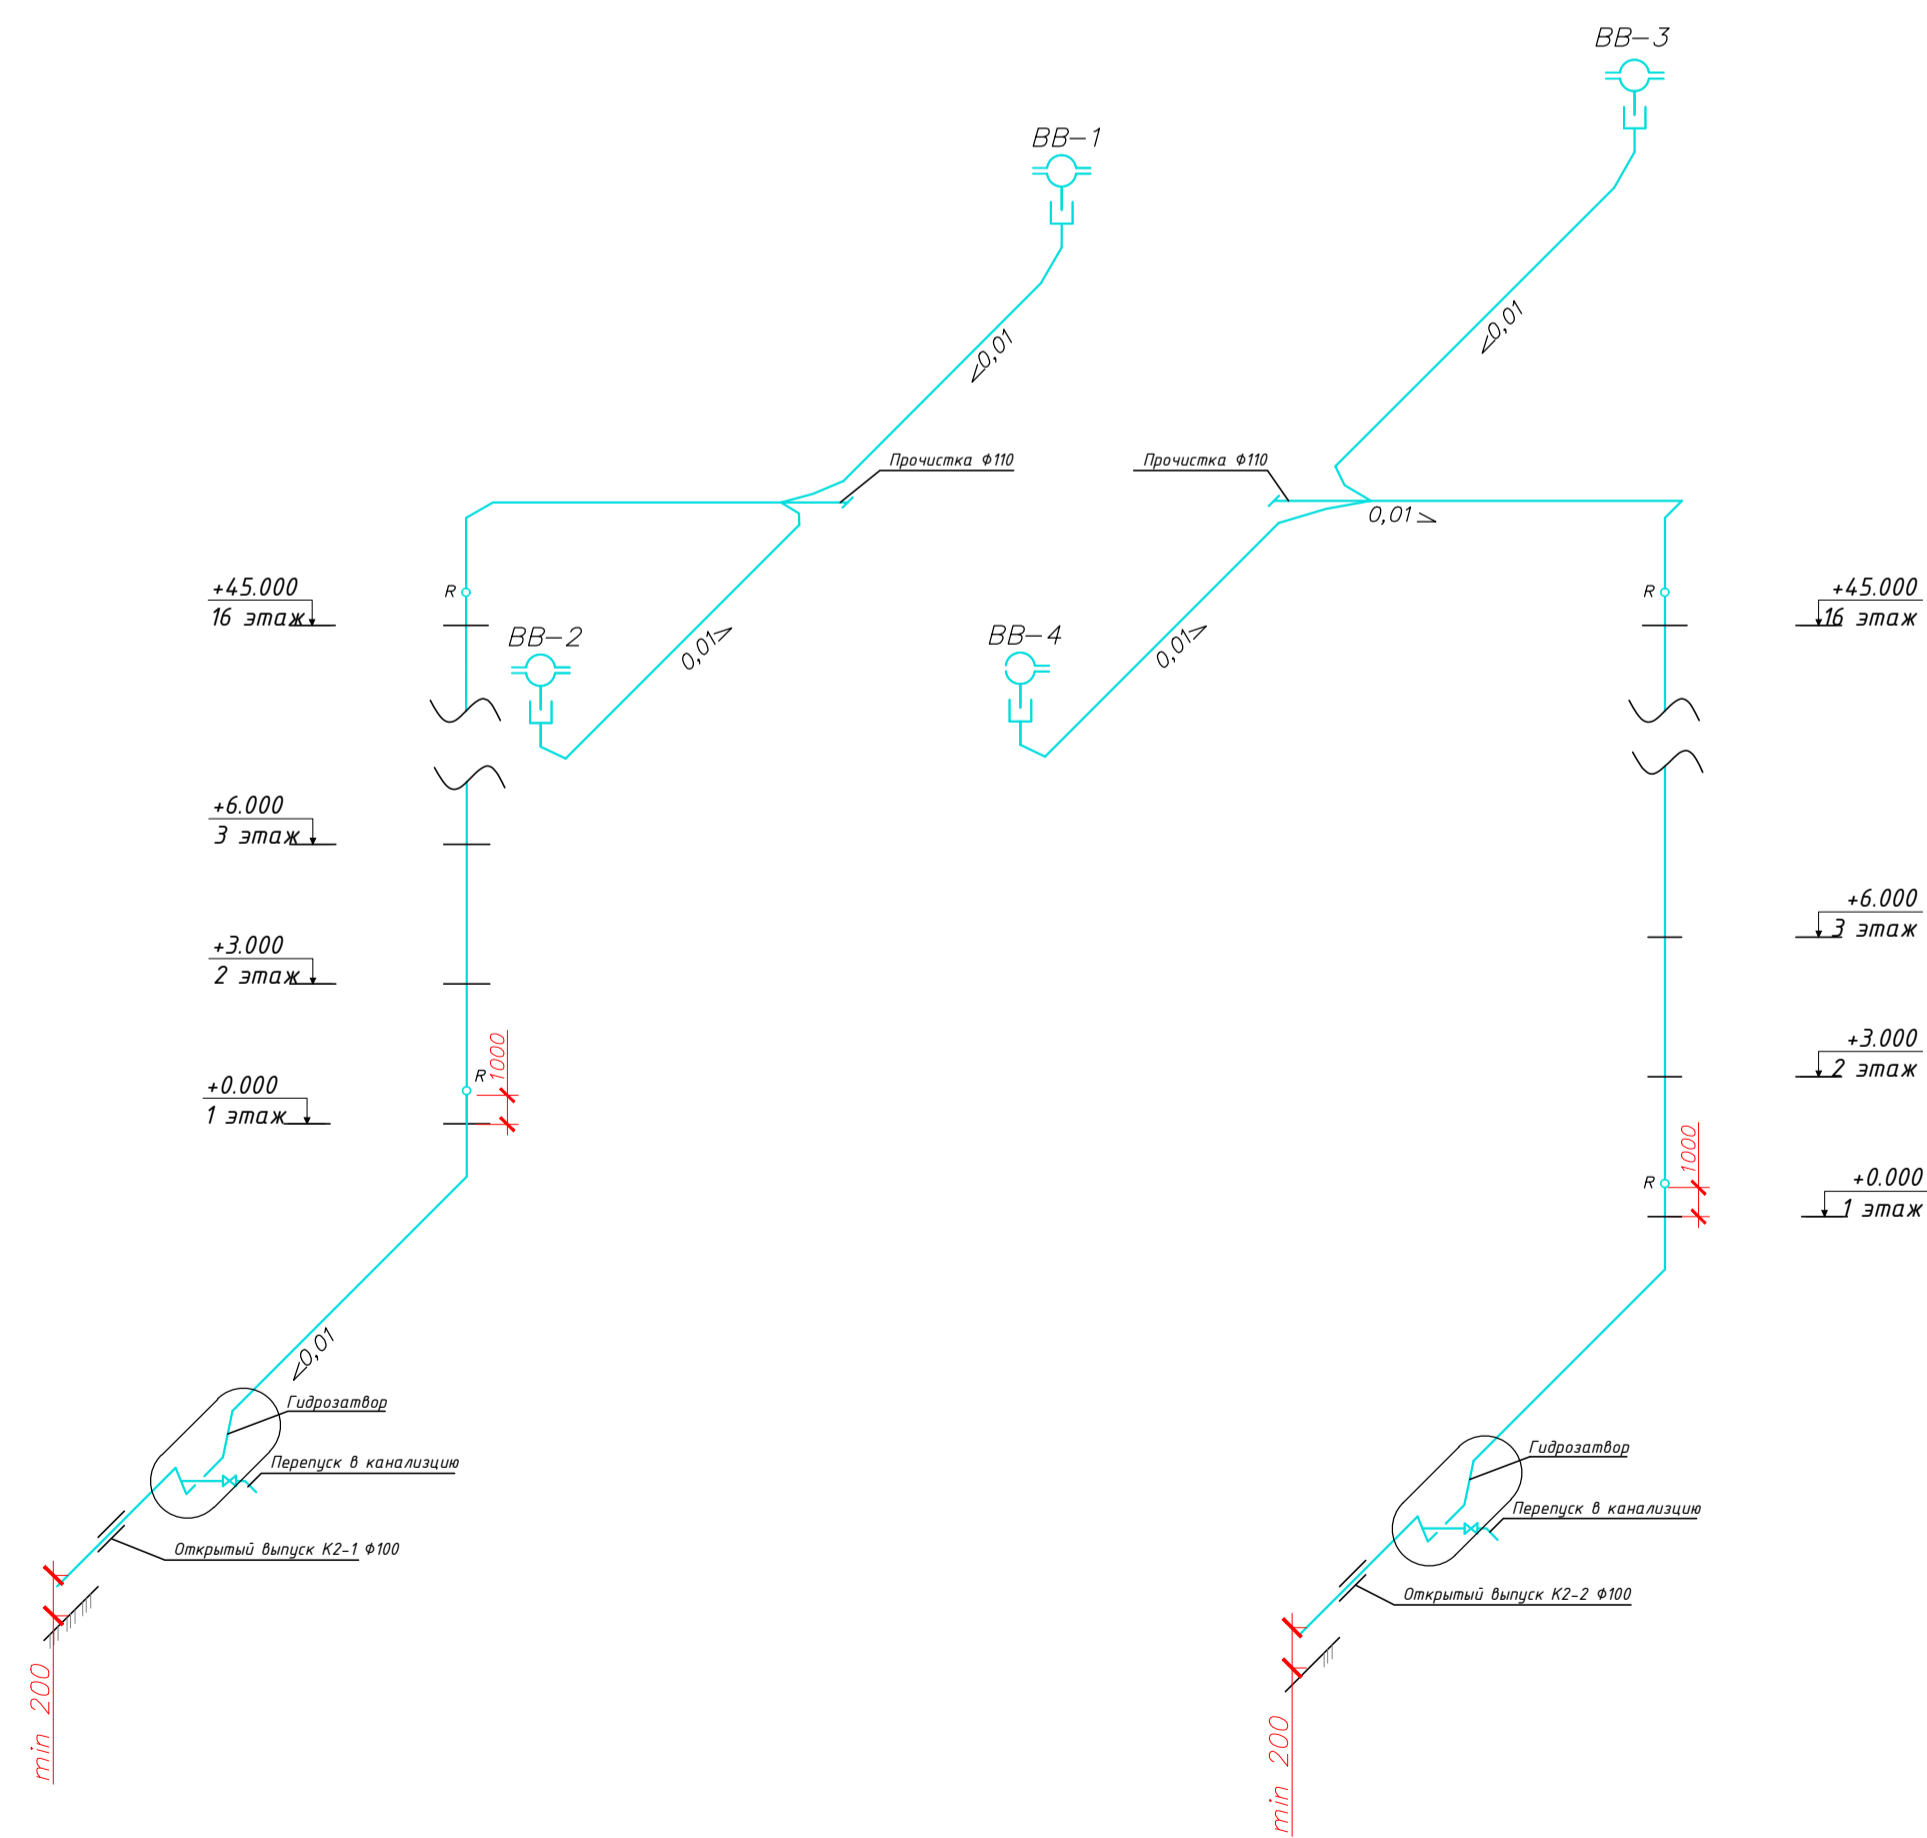 ВВ-3
ВВ-1
<0,01
<0,01
Прочистка Ф110
Прочистка Ф110
0,01>
+45.000
16 этаж
R
R
+45.000
16 этаж
ВВ-2
0,01>
ВВ-4
0,01>
+6.000
3 этаж
+6.000
3 этаж
+3.000
2 этаж
+3.000
2 этаж
1000
R
+0.000
1 этаж
1000
R
+0.000
1 этаж
<0,01
Гидрозатвор
Перепуск в канализцию
Открытый выпуск К2-1 Ф100
Гидрозатвор
Перепуск в канализцию
Открытый выпуск К2-2 Ф100
min 200
min 200